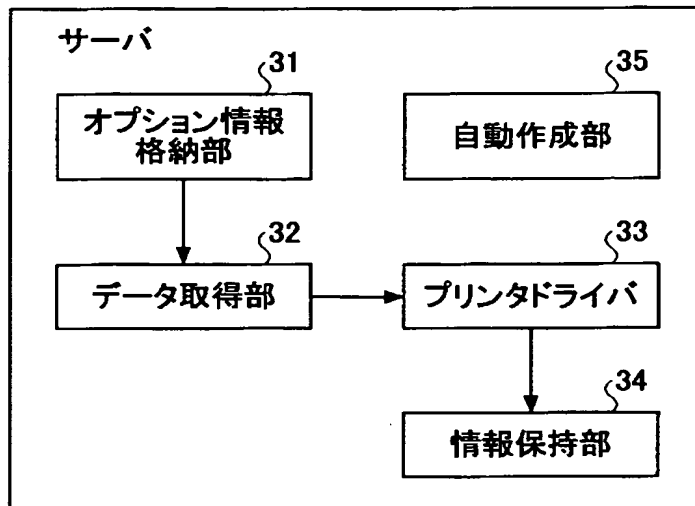 サーバ
31
オプション情報
格納部
35
自動作成部
32
データ取得部
33
プリンタドライバ
34
情報保持部